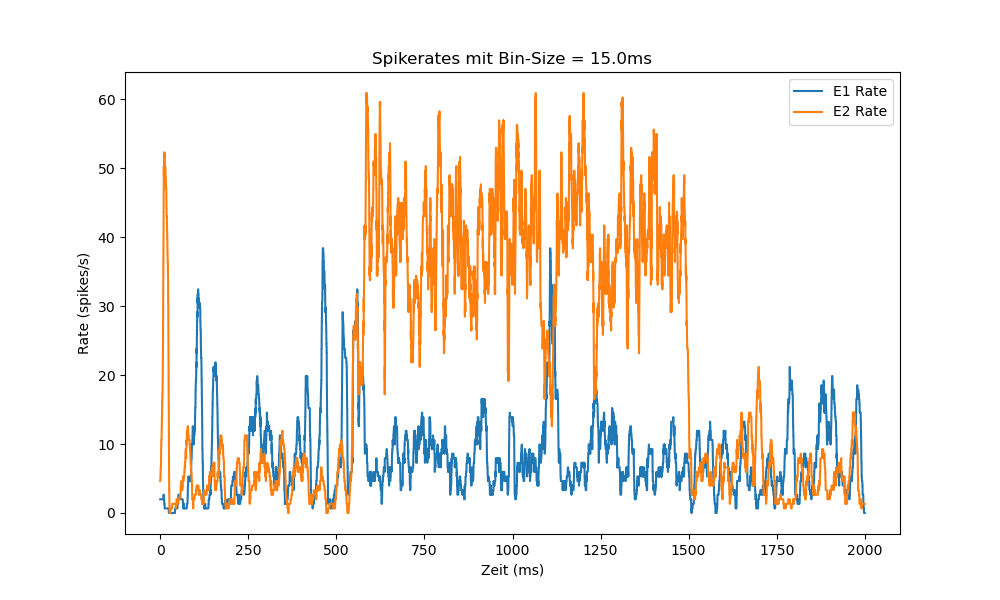 Spikerates mit Bin-Size = 15.0ms
E1 Rate
E2 Rate
60
50
40
30
20
10
0
Rate (spikes/s)
0 250 500 750 1000 1250 1500 1750 2000
Zeit (ms)